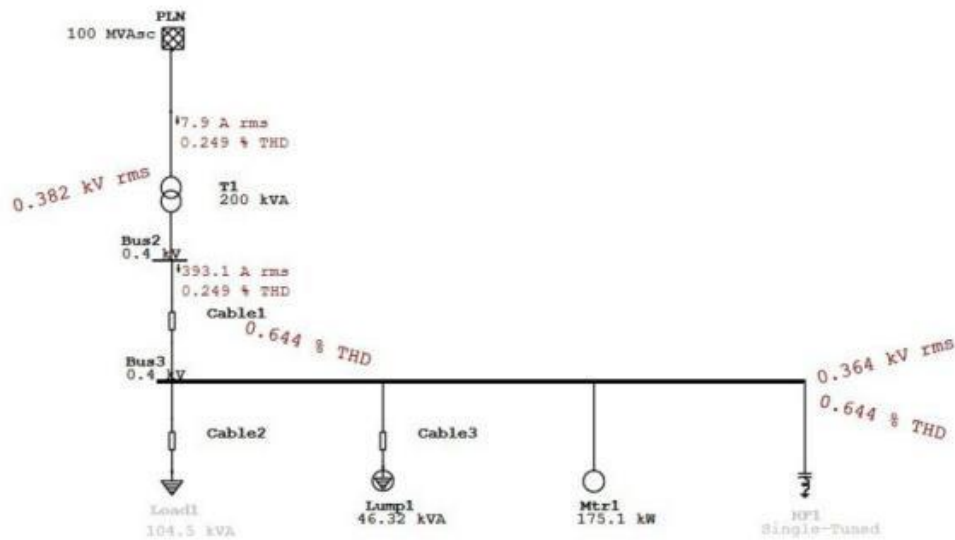 PLN
100 MVAsc
7.9 A rms
0.249 % THD
0.382 kV rms
T1
200 kVA
Bus2
0.4 kV
393.1 A rms
0.249 % THD
Cable1
0.644 % THD
Bus3
0.4 kV
0.364 kV rms
0.644 % THD
Cable2
Cable3
Load1
104.5 kVA
Lump1
46.32 kVA
Mtr1
175.1 kW
HF1
Single-Tuned